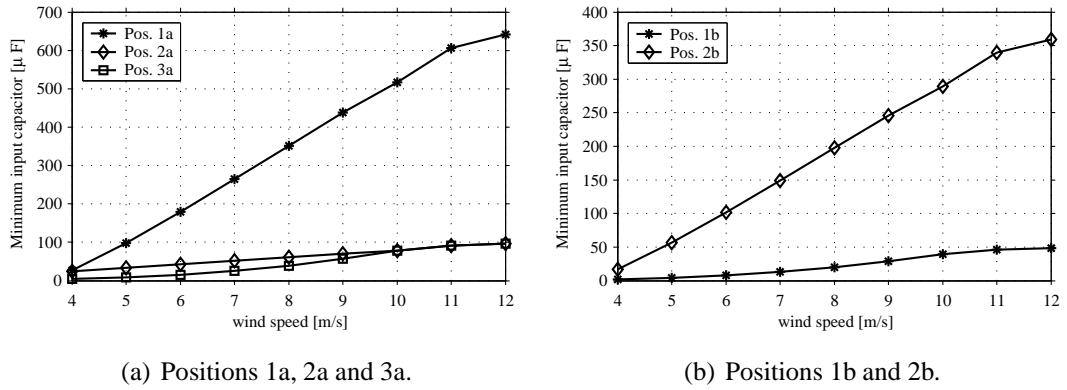 Minimum input capacitor [μ F]
700
600
500
400
300
200
100
0
Pos. 1a
Pos. 2a
Pos. 3a
4 5 6 7 8 9 10 11 12
wind speed [m/s]
(a) Positions 1a, 2a and 3a.
Minimum input capacitor [μ F]
400
350
300
250
200
150
100
50
0
Pos. 1b
Pos. 2b
4 5 6 7 8 9 10 11 12
wind speed [m/s]
(b) Positions 1b and 2b.